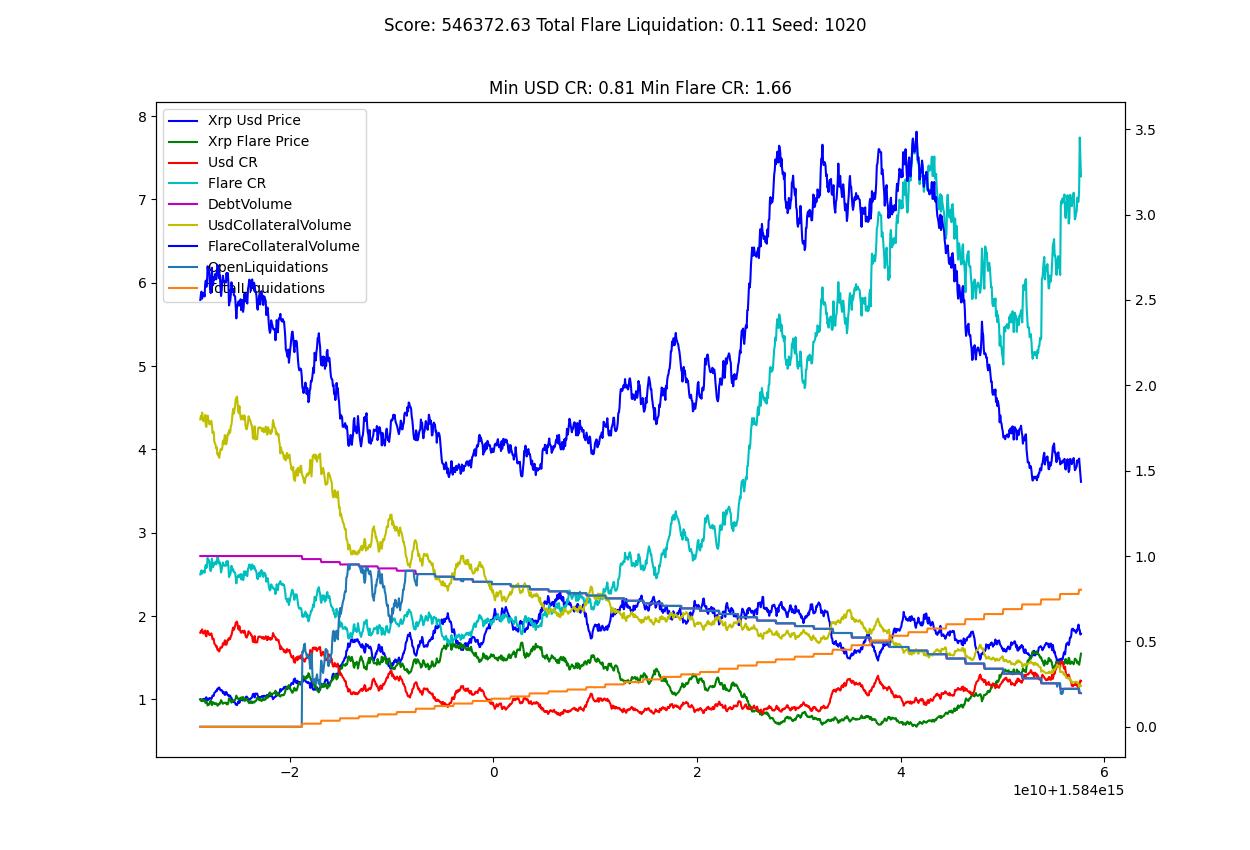 Score: 546372.63 Total Flare Liquidation: 0.11 Seed: 1020
Min USD CR: 0.81 Min Flare CR: 1.66
Xrp Usd Price
Xrp Flare Price
Usd CR
Flare CR
DebtVolume
UsdCollateralVolume
FlareCollateralVolume
OpenLiquidations
TotalLiquidations
8
7
6
5
4
3
2
1
3.5
3.0
2.5
2.0
1.5
1.0
0.5
0.0
−2
0
2
4
6
1e10+1.584e15